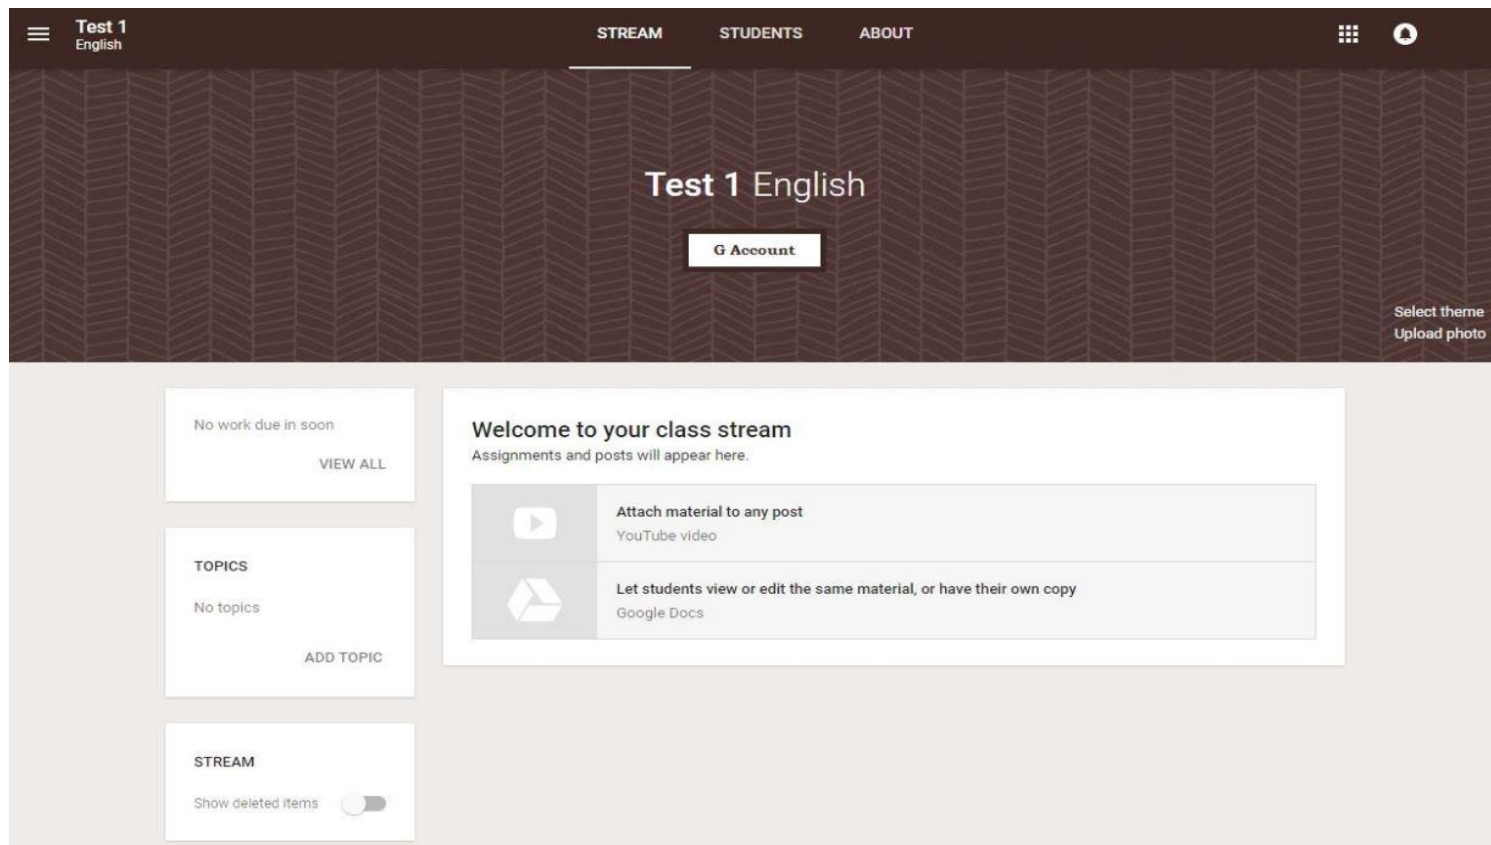 Test 1
English
STREAM
STUDENTS
ABOUT
Test 1 English
G Account
Select theme
Upload photo
No work due in soon
VIEW ALL
TOPICS
No topics
ADD TOPIC
STREAM
Show deleted items
Welcome to your class stream
Assignments and posts will appear here.
Attach material to any post
YouTube video
Let students view or edit the same material, or have their own copy
Google Docs